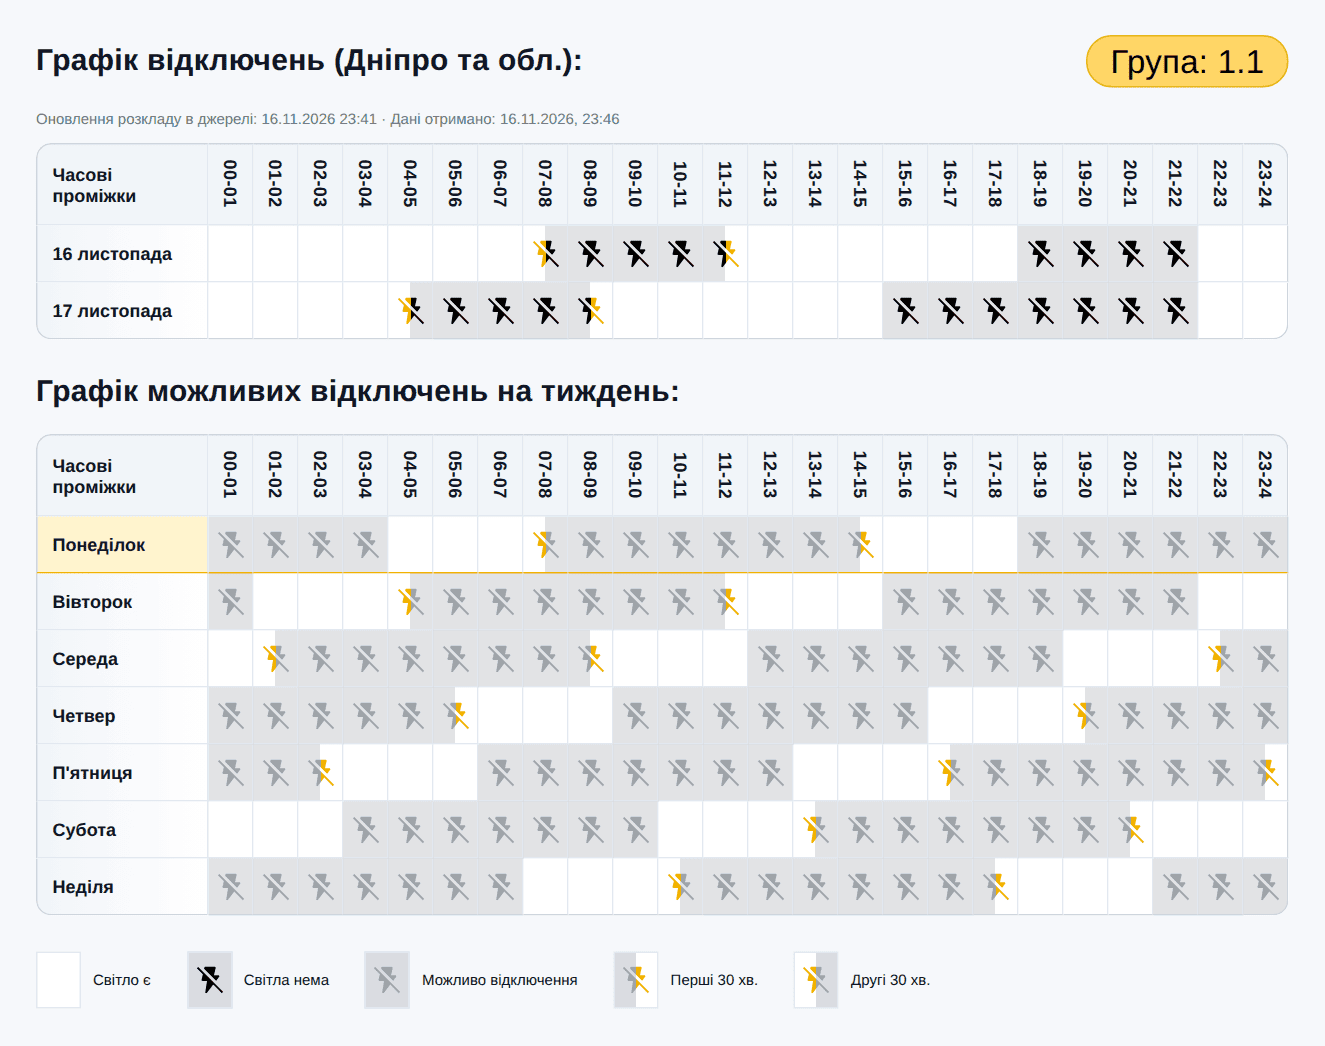 Графік відключень (Дніпро та обл.):
Група: 1.1
Оновлення розкладу в джерелі: 16.11.2026 23:41 · Дані отримано: 16.11.2026, 23:46
Часові
проміжки
00-01 01-02 02-03 03-04 04-05 05-06 06-07 07-08 08-09 09-10 10-11 11-12 12-13 13-14 14-15 15-16 16-17 17-18 18-19 19-20 20-21 21-22 22-23 23-24
16 листопада
17 листопада
Графік можливих відключень на тиждень:
Часові
проміжки
00-01 01-02 02-03 03-04 04-05 05-06 06-07 07-08 08-09 09-10 10-11 11-12 12-13 13-14 14-15 15-16 16-17 17-18 18-19 19-20 20-21 21-22 22-23 23-24
Понеділок
Вівторок
Середа
Четвер
П'ятниця
Субота
Неділя
Світло є
Світла нема
Можливо відключення
Перші 30 хв.
Другі 30 хв.